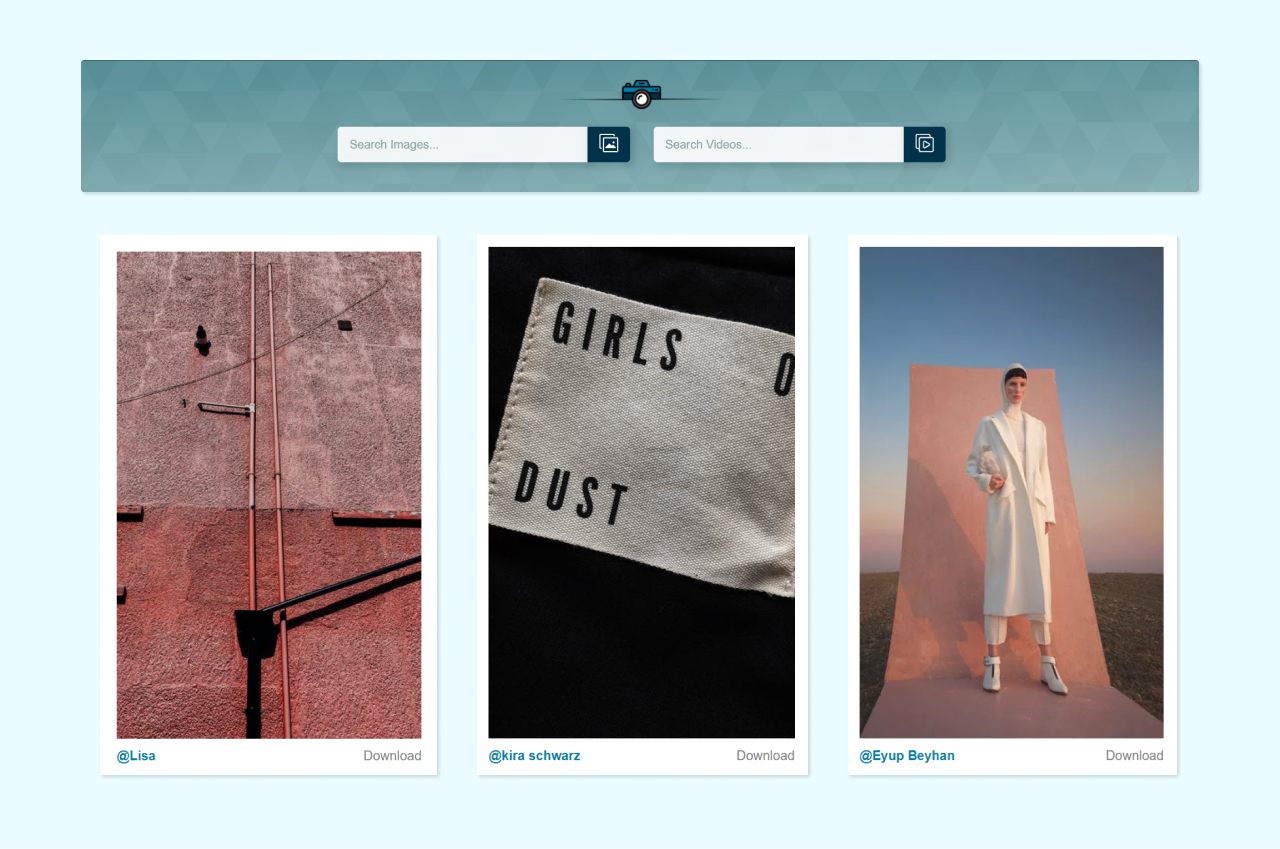 Search Images...
Search Videos...
GIRLS O
DUST
@Lisa
Download
@kira schwarz
Download
@Eyup Beyhan
Download